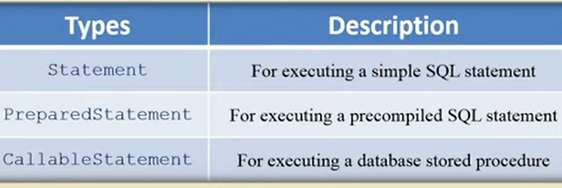 Types Description
Statement For executing a simple SQL statement
PreparedStatement For executing a precompiled SQL statement
CallableStatement For executing a database stored procedure